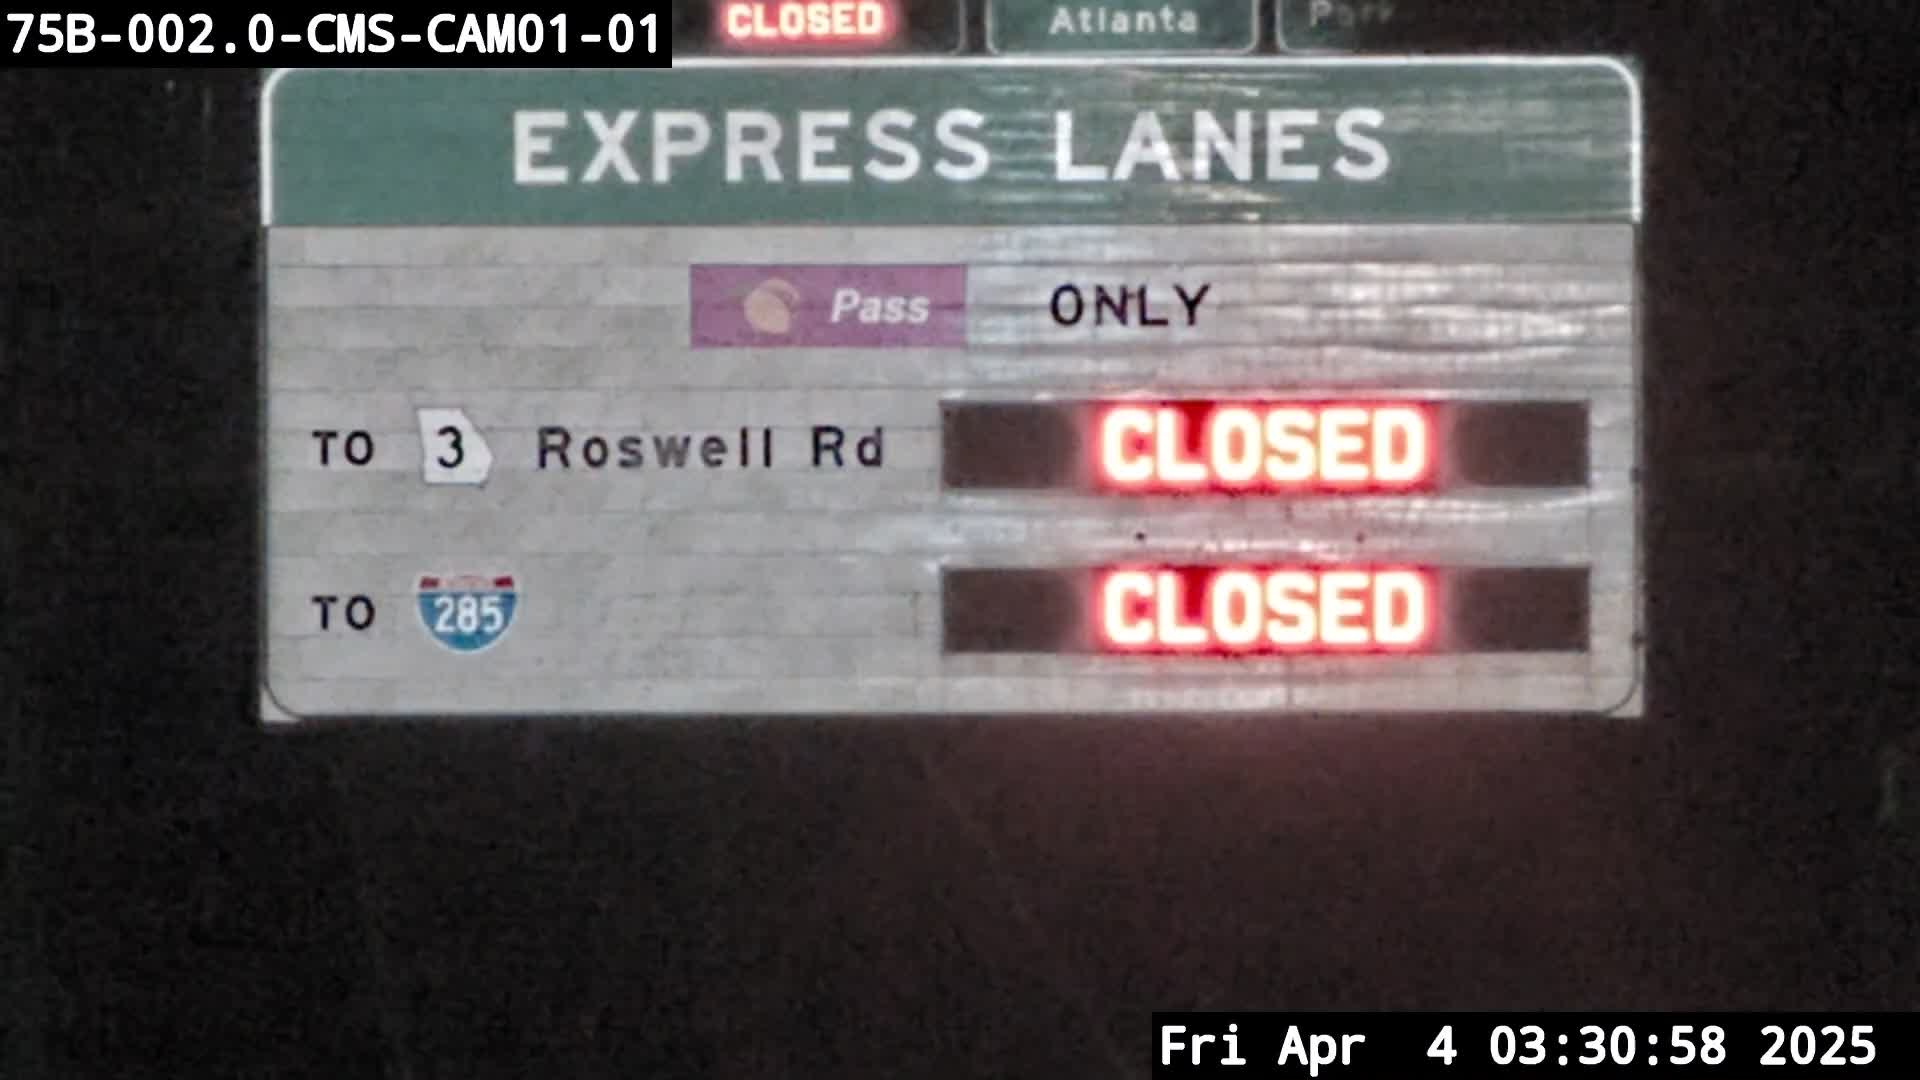 75B-002.0-CMS-CAM01-01
CLOSED
Atlanta
Park
EXPRESS LANES
Pass ONLY
TO 3 Roswell Rd CLOSED
TO 285 CLOSED
Fri Apr 4 03:30:58 2025